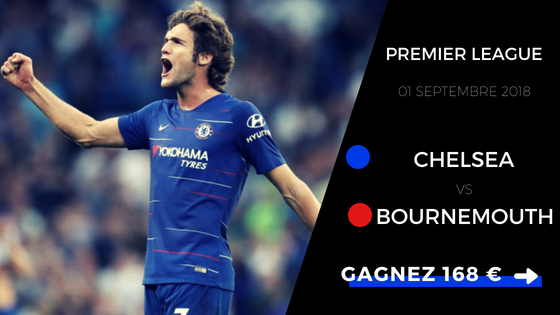 YOKOHAMA
TYRES
HYUNDAI
PREMIER LEAGUE
01 SEPTEMBRE 2018
CHELSEA
VS
BOURNEMOUTH
GAGNEZ 168 €